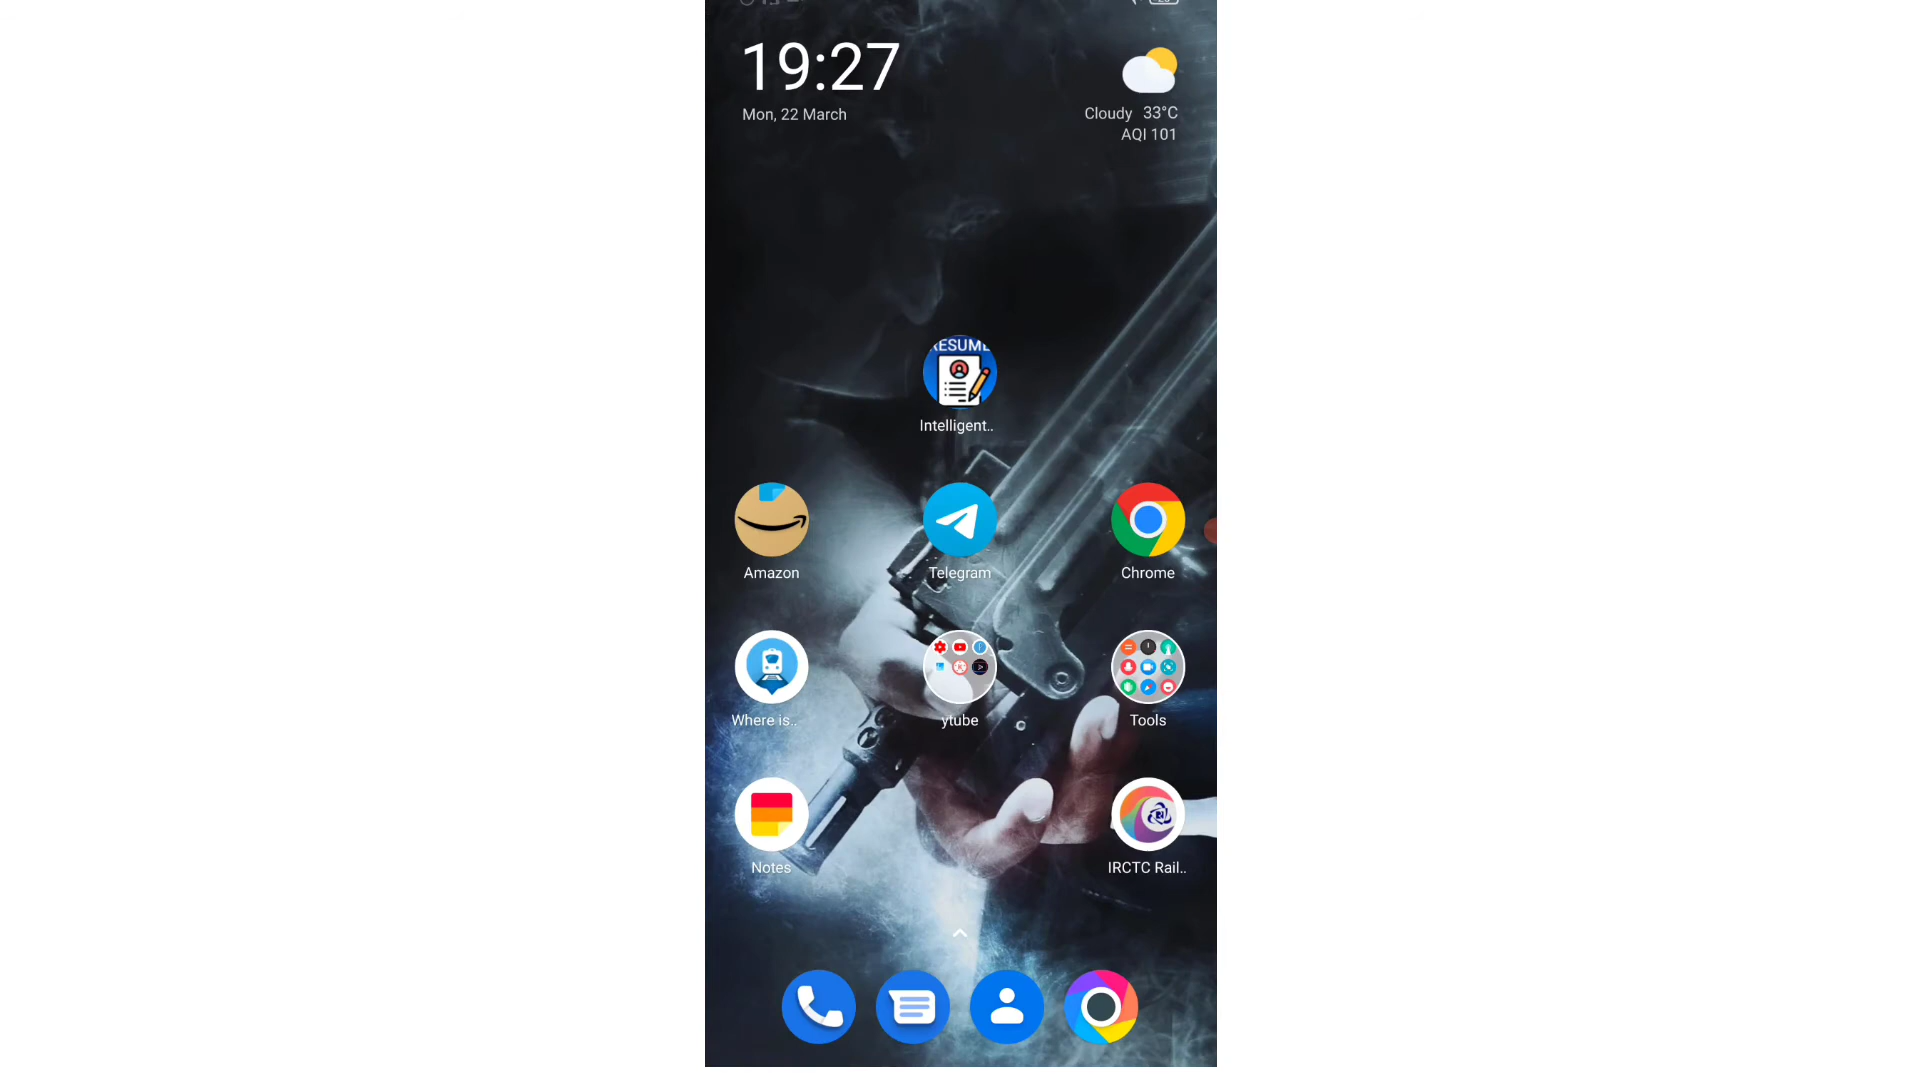 19:27
Mon, 22 March
Cloudy 33°C
AQI 101
RESUME
Intelligent..
Amazon
Telegram
Chrome
Where is..
ytube
Tools
Notes
IRCTC Rail..